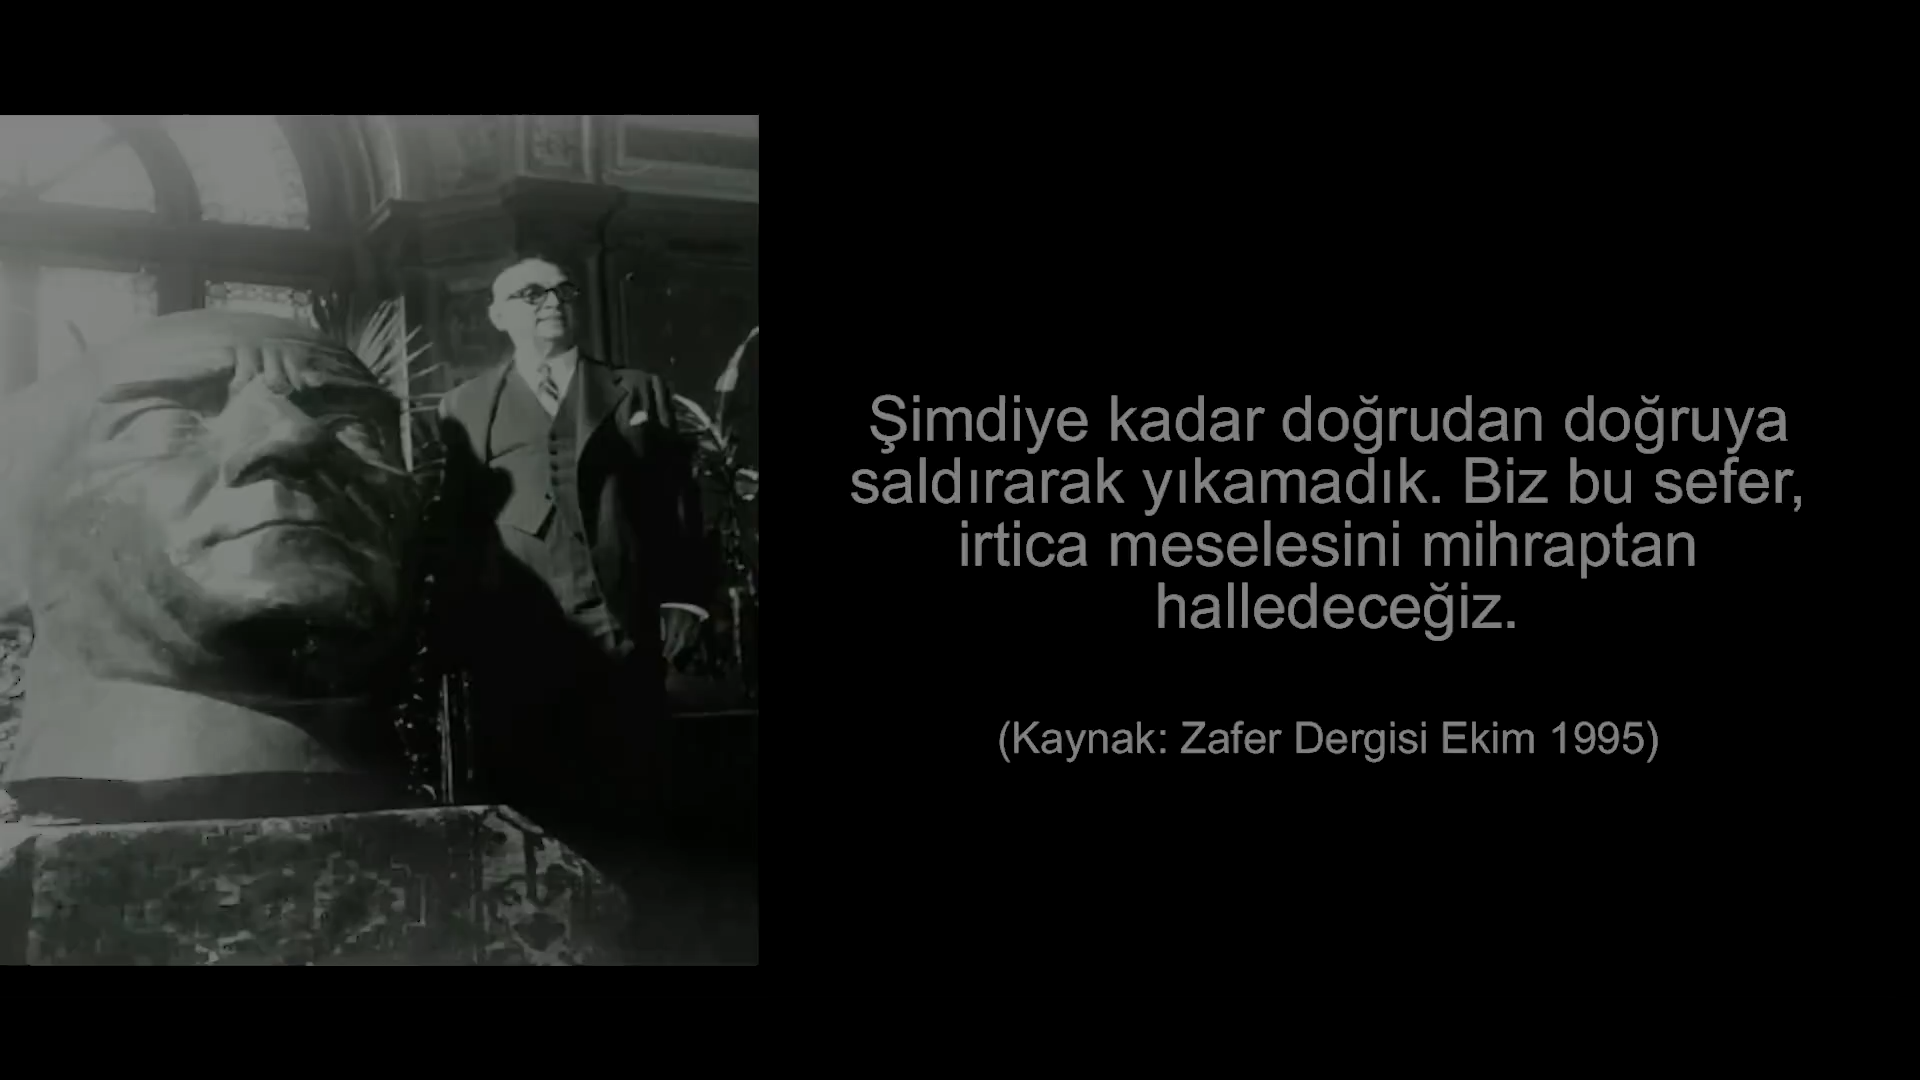 Şimdiye kadar doğrudan doğruya
saldırarak yıkamadık. Biz bu sefer,
irtica meselesini mihraptan
halledeceğiz.
(Kaynak: Zafer Dergisi Ekim 1995)